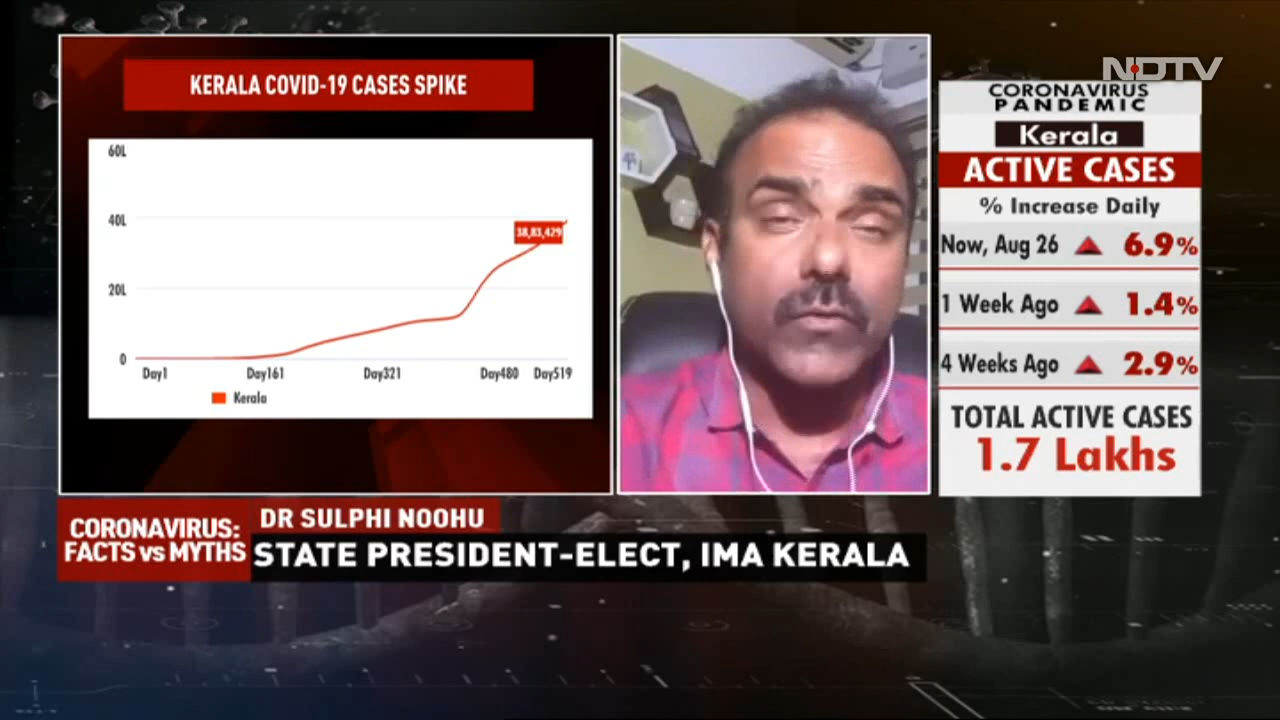 KERALA COVID-19 CASES SPIKE
60L
40L
38,83,429
20L
0
Day1 Day161 Day321 Day480 Day519
Kerala
NDTV
CORONAVIRUS
PANDEMIC
Kerala
ACTIVE CASES
% Increase Daily
Now, Aug 26 6.9%
1 Week Ago 1.4%
4 Weeks Ago 2.9%
TOTAL ACTIVE CASES
1.7 Lakhs
CORONAVIRUS:
FACTS vs MYTHS
DR SULPHI NOOHU
STATE PRESIDENT-ELECT, IMA KERALA